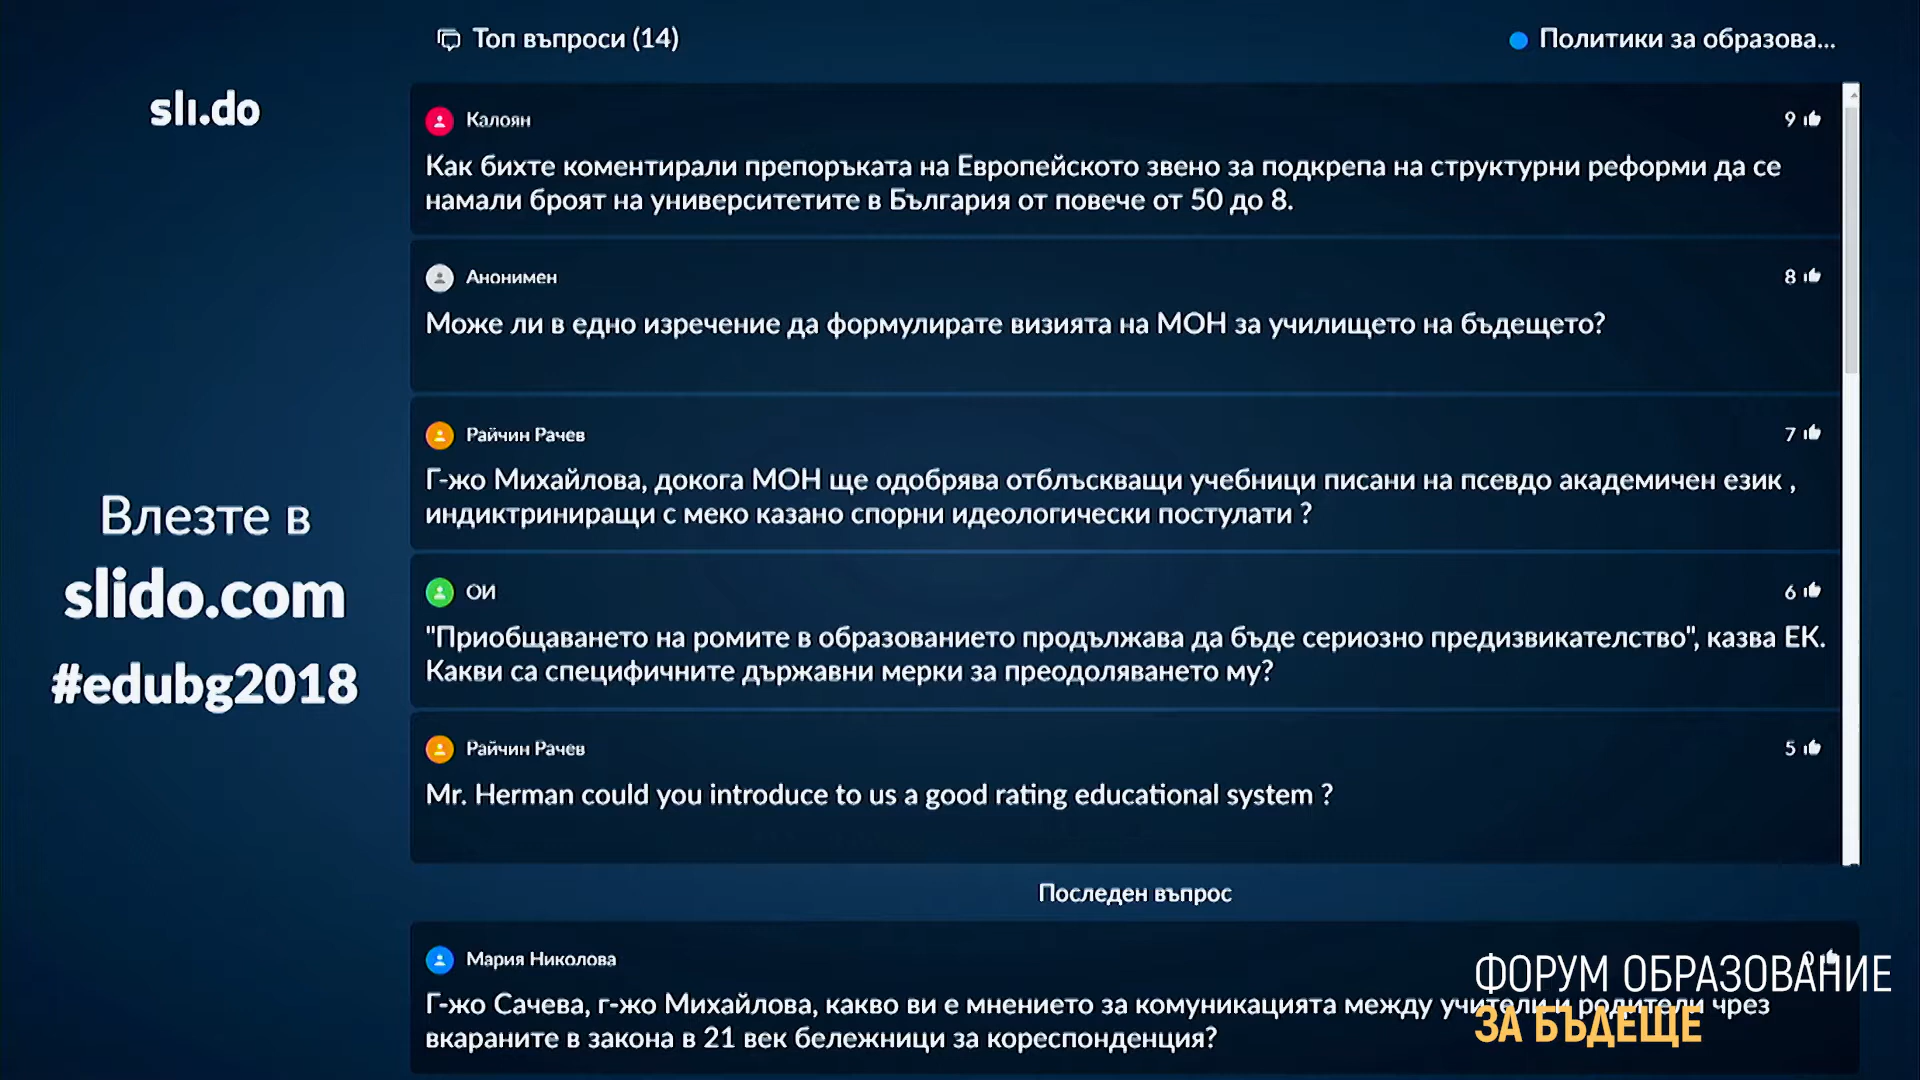 Топ въпроси (14)
Политики за образова...
sli.do
Калоян
9
Как бихте коментирали препоръката на Европейското звено за подкрепа на структурни реформи да се
намали броят на университетите в България от повече от 50 до 8.
Анонимен
8
Може ли в едно изречение да формулирате визията на МОН за училището на бъдещето?
Райчин Рачев
7
Г-жо Михайлова, докога МОН ще одобрява отблъскващи учебници писани на псевдо академичен език ,
индиктриниращи с меко казано спорни идеологически постулати ?
Влезте в
slido.com
#edubg2018
ОИ
6
"Приобщаването на ромите в образованието продължава да бъде сериозно предизвикателство", казва ЕК.
Какви са специфичните държавни мерки за преодоляването му?
Райчин Рачев
5
Mr. Herman could you introduce to us a good rating educational system ?
Последен въпрос
Мария Николова
Г-жо Сачева, г-жо Михайлова, какво ви е мнението за комуникацията между учители и родители чрез
вкараните в закона в 21 век бележници за кореспонденция?
ФОРУМ ОБРАЗОВАНИЕ
ЗА БЪДЕЩЕ